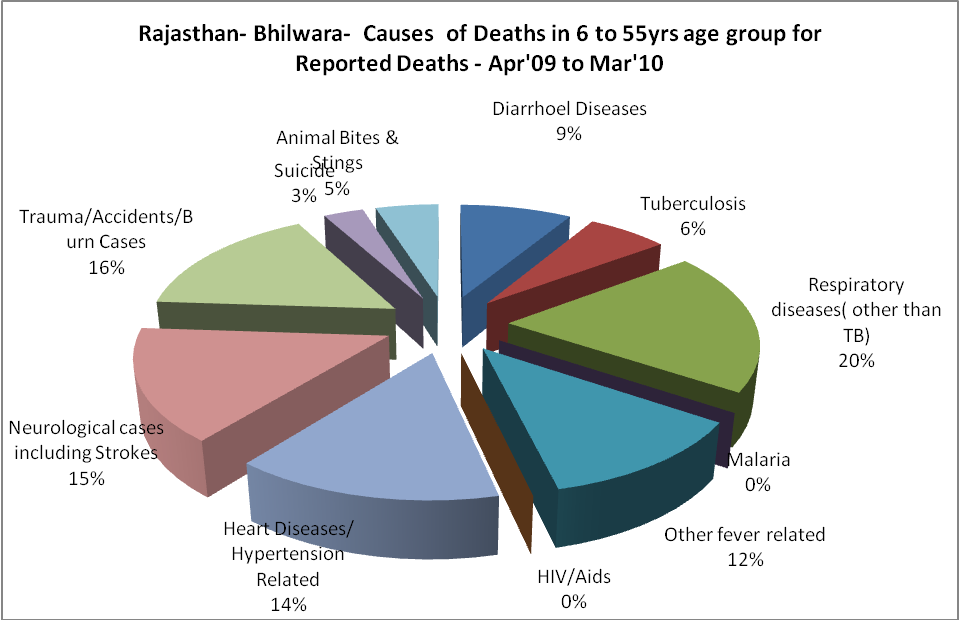 Rajasthan- Bhilwara-  Causes  of Deaths in 6 to 55yrs age group for
Reported Deaths - Apr'09 to Mar'10
Diarrhoel Diseases
9%
Tuberculosis
6%
Respiratory
diseases( other than
TB)
20%
Malaria
0%
Other fever related
12%
HIV/Aids
0%
Heart Diseases/
Hypertension
Related
14%
Neurological cases
including Strokes
15%
Trauma/Accidents/B
urn Cases
16%
Suicide
3%
Animal Bites &
Stings
5%